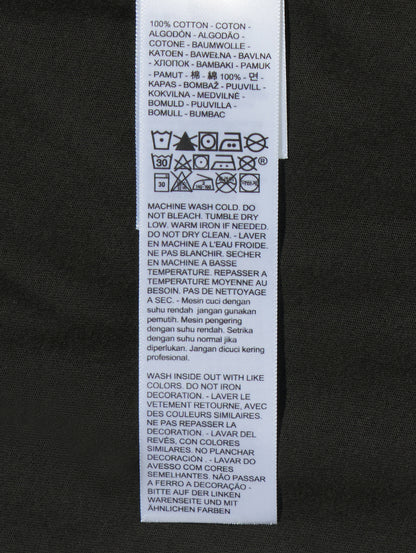 100% COTTON - COTON -
ALGODÓN - ALGODÃO -
COTONE - BAUMWOLLE -
KATOEN - BAWEŁNA - BAVLNA
- ХЛОПОК - BAMBAKI - PAMUK
- PAMUT - 棉 - 綿 100% - 면 -
KAPAS - BOMBAŽ - PUUVILL -
KOKVILNA - MEDVILNĖ -
BOMULD - PUUVILLA -
BOMULL - BUMBAC
30
®
30
MACHINE WASH COLD. DO
NOT BLEACH. TUMBLE DRY
LOW. WARM IRON IF NEEDED.
DO NOT DRY CLEAN. - LAVER
EN MACHINE A L'EAU FROIDE.
NE PAS BLANCHIR. SECHER
EN MACHINE A BASSE
TEMPERATURE. REPASSER A
TEMPERATURE MOYENNE AU
BESOIN. PAS DE NETTOYAGE
A SEC. - Mesin cuci dengan
suhu rendah jangan gunakan
pemutih. Mesin pengering
dengan suhu rendah. Setrika
dengan suhu normal jika
diperlukan. Jangan dicuci kering
profesional.
WASH INSIDE OUT WITH LIKE
COLORS. DO NOT IRON
DECORATION. - LAVER LE
VETEMENT RETOURNE, AVEC
DES COULEURS SIMILAIRES.
NE PAS REPASSER LA
DECORATION. - LAVAR DEL
REVÉS, CON COLORES
SIMILARES. NO PLANCHAR
DECORACIÓN . - LAVAR DO
AVESSO COM CORES
SEMELHANTES. NÃO PASSAR
A FERRO A DECORAÇÃO -
BITTE AUF DER LINKEN
WARENSEITE UND MIT
ÄHNLICHEN FARBEN